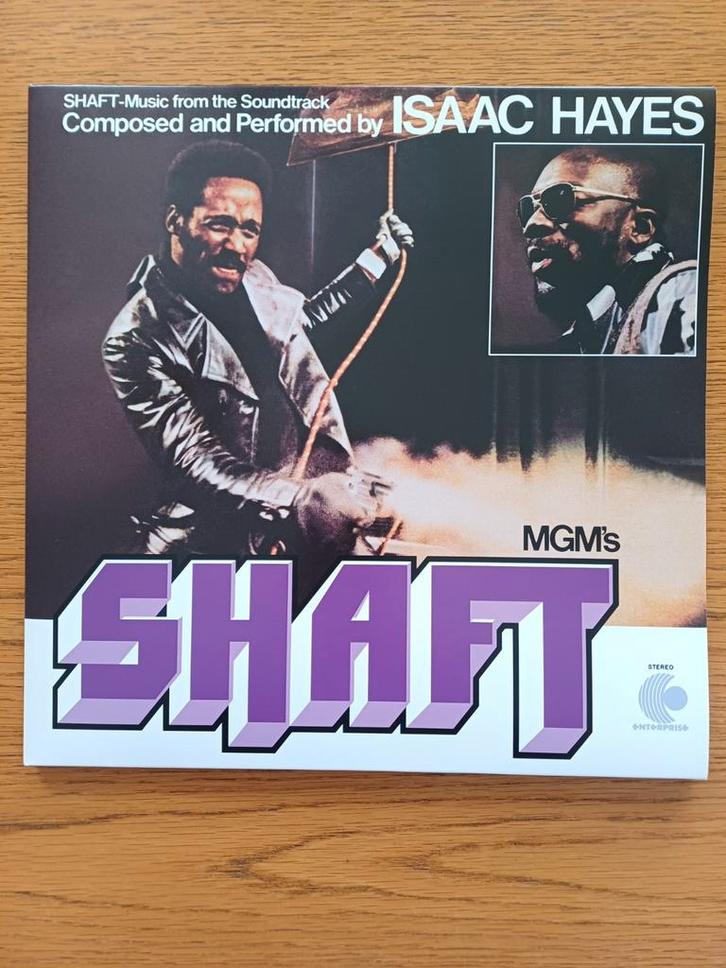 SHAFT-Music from the Soundtrack
Composed and Performed by ISAAC HAYES
MGM's
SHAFT
STEREO
ENTERPRISE